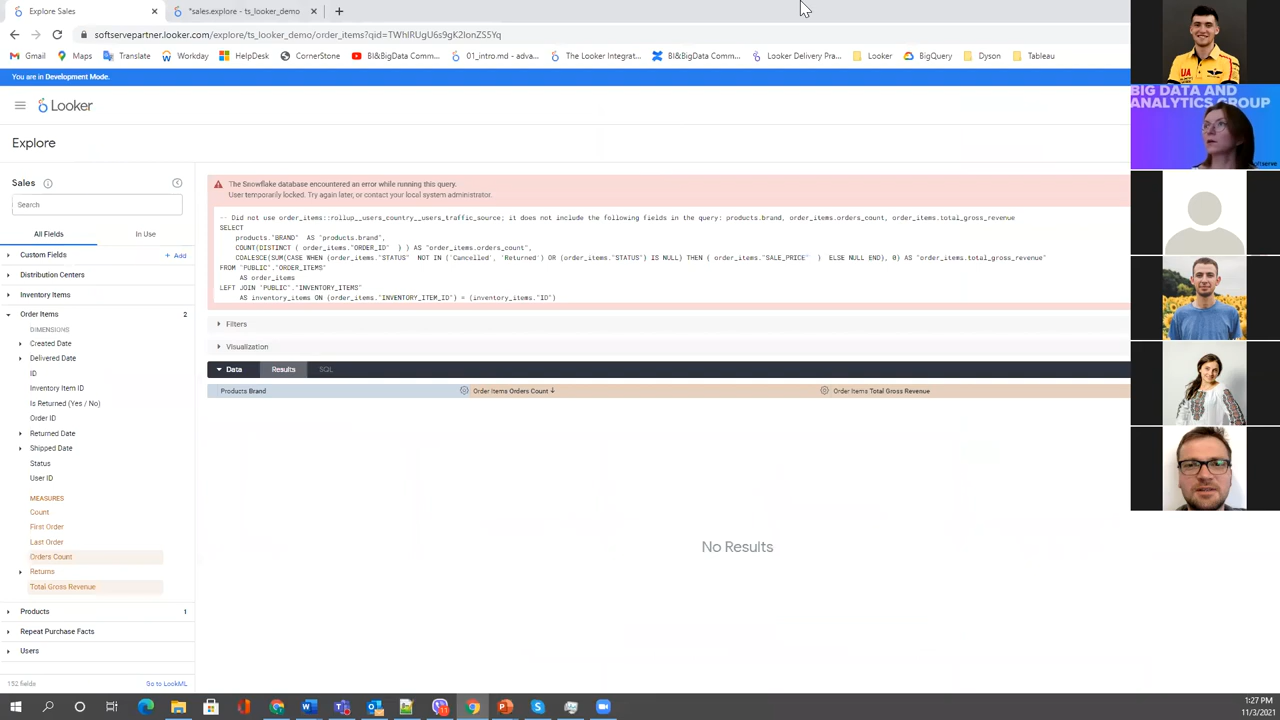 Explore Sales
*sales.explore - ts_looker_demo
softservepartner.looker.com/explore/ts_looker_demo/order_items?qid=TWhlRUgU6s9gK2IonZS5Yq
Gmail
Maps
Translate
Workday
HelpDesk
CornerStone
BI&BigData Comm...
01_intro.md - adva...
The Looker Integrat...
BI&BigData Comm...
Looker Delivery Pra...
Looker
BigQuery
Dyson
Tableau
You are in Development Mode.
Looker
Explore
Sales
Search
All Fields
In Use
Custom Fields
+ Add
Distribution Centers
Inventory Items
Order Items
2
DIMENSIONS
Created Date
Delivered Date
ID
Inventory Item ID
Is Returned (Yes / No)
Order ID
Returned Date
Shipped Date
Status
User ID
MEASURES
Count
First Order
Last Order
Orders Count
Returns
Total Gross Revenue
Products
1
Repeat Purchase Facts
Users
152 fields
Go to LookML
The Snowflake database encountered an error while running this query.
User temporarily locked. Try again later, or contact your local system administrator.
-- Did not use order_items::rollup__users_country__users_traffic_source; it does not include the following fields in the query: products.brand, order_items.orders_count, order_items.total_gross_revenue
SELECT
products."BRAND" AS "products.brand",
COUNT(DISTINCT ( order_items."ORDER_ID" ) ) AS "order_items.orders_count",
COALESCE(SUM(CASE WHEN (order_items."STATUS" NOT IN ('Cancelled', 'Returned') OR (order_items."STATUS") IS NULL) THEN ( order_items."SALE_PRICE" ) ELSE NULL END), 0) AS "order_items.total_gross_revenue"
FROM "PUBLIC"."ORDER_ITEMS"
AS order_items
LEFT JOIN "PUBLIC"."INVENTORY_ITEMS"
AS inventory_items ON (order_items."INVENTORY_ITEM_ID") = (inventory_items."ID")
Filters
Visualization
Data
Results
SQL
Products Brand
Order Items Orders Count ↓
Order Items Total Gross Revenue
No Results
UA
BIG DATA AND
ANALYTICS GROUP
13
1:27 PM
11/3/2021